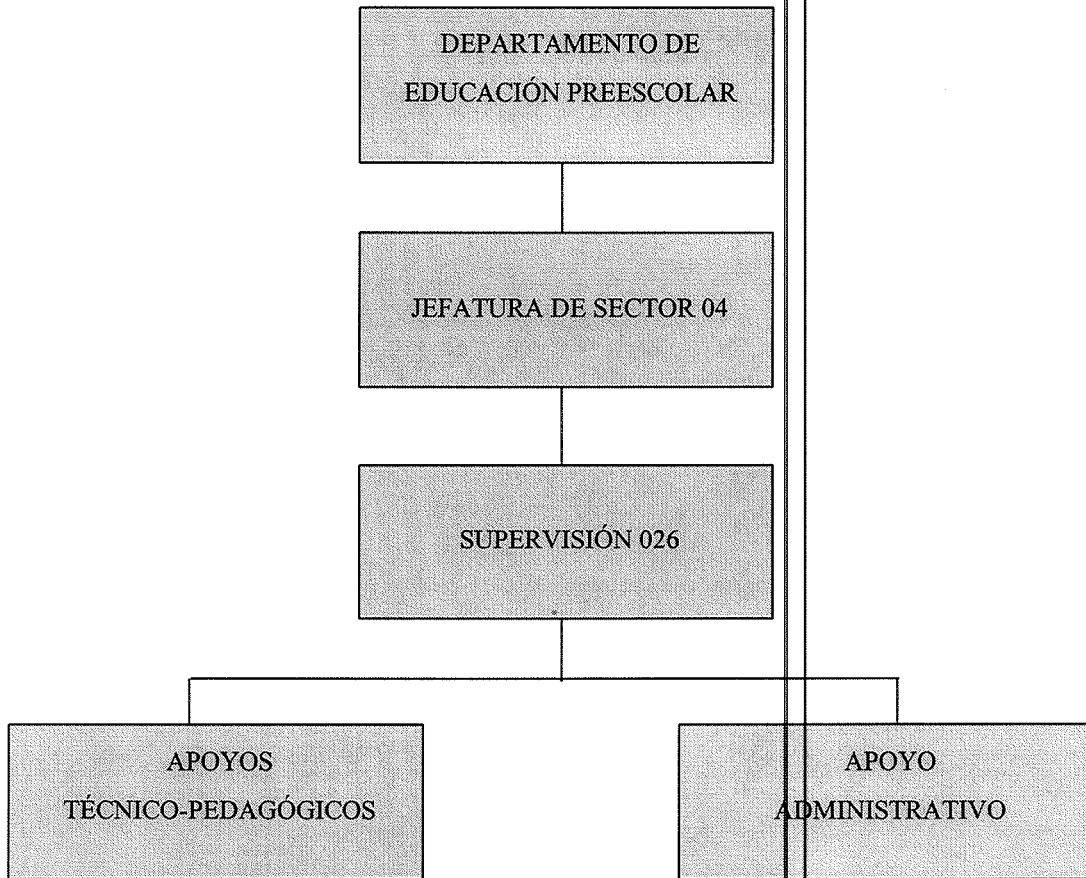 DEPARTAMENTO DE
EDUCACIÓN PREESCOLAR
JEFATURA DE SECTOR 04
SUPERVISIÓN 026
APOYOS
TÉCNICO-PEDAGÓGICOS
APOYO
ADMINISTRATIVO